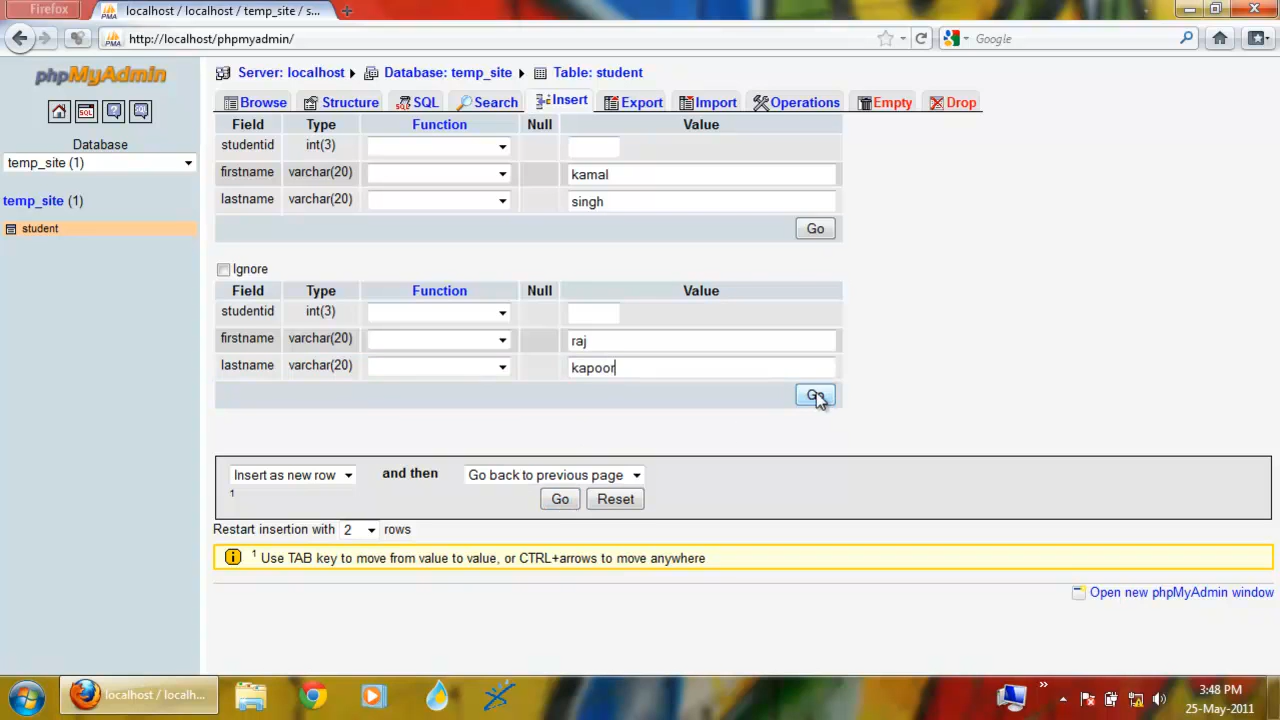 Firefox
PMA localhost / localhost / temp_site / s...
http://localhost/phpmyadmin/
Google
phpMyAdmin
Server: localhost Database: temp_site Table: student
Browse Structure SQL Search Insert Export Import Operations Empty Drop
SQL
Database
temp_site (1)
temp_site (1)
student
Field Type Function Null Value
studentid int(3)
firstname varchar(20) kamal
lastname varchar(20) singh
Go
Ignore
Field Type Function Null Value
studentid int(3)
firstname varchar(20) raj
lastname varchar(20) kapoor
Go
Insert as new row and then Go back to previous page
1
Go Reset
Restart insertion with 2 rows
1 Use TAB key to move from value to value, or CTRL+arrows to move anywhere
Open new phpMyAdmin window
localhost / localh...
3:48 PM
25-May-2011